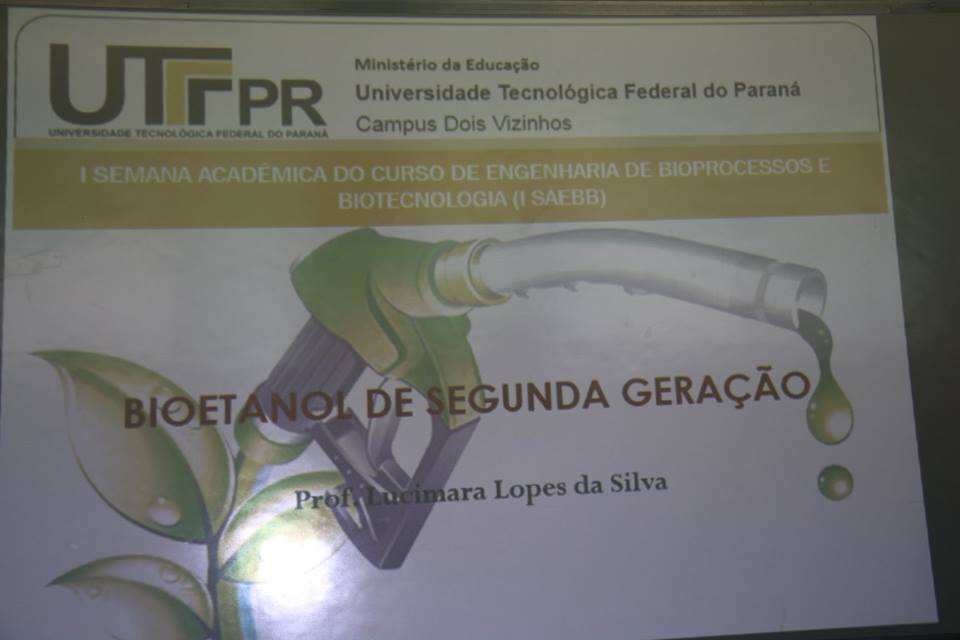 UTFPR
UNIVERSIDADE TECNOLÓGICA FEDERAL DO PARANÁ
Ministério da Educação
Universidade Tecnológica Federal do Paraná
Campus Dois Vizinhos
I SEMANA ACADÊMICA DO CURSO DE ENGENHARIA DE BIOPROCESSOS E
BIOTECNOLOGIA (I SAEBB)
BIOETANOL DE SEGUNDA GERAÇÃO
Prof. Lucimara Lopes da Silva